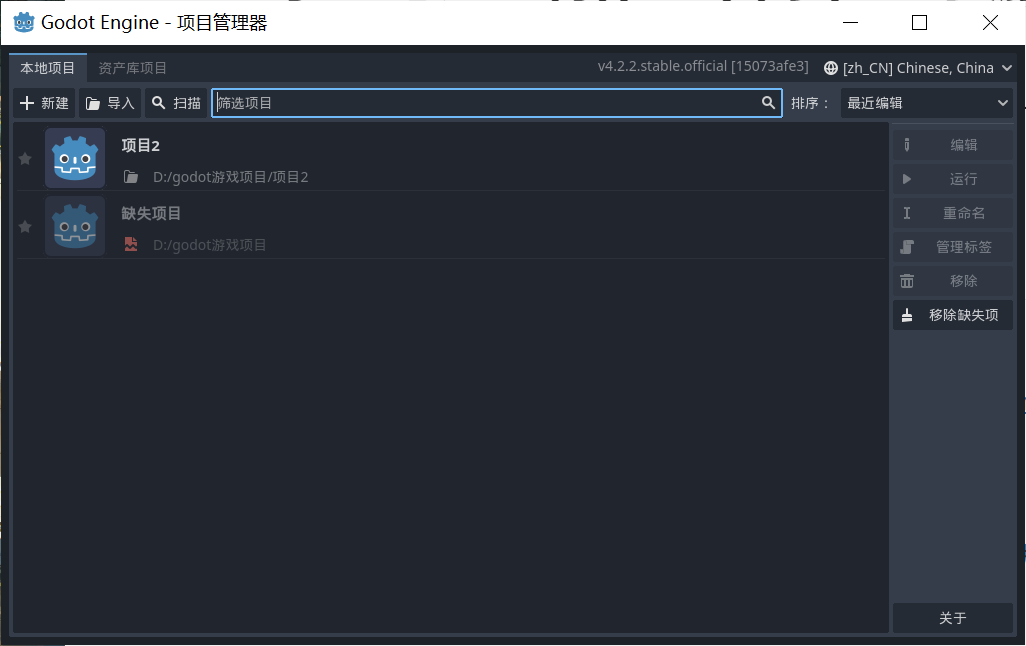 Godot Engine - 项目管理器
本地项目 资产库项目 v4.2.2.stable.official [15073afe3] [zh_CN] Chinese, China
新建 导入 扫描 筛选项目 排序： 最近编辑
项目2
D:/godot游戏项目/项目2
缺失项目
D:/godot游戏项目
编辑
运行
重命名
管理标签
移除
移除缺失项
关于